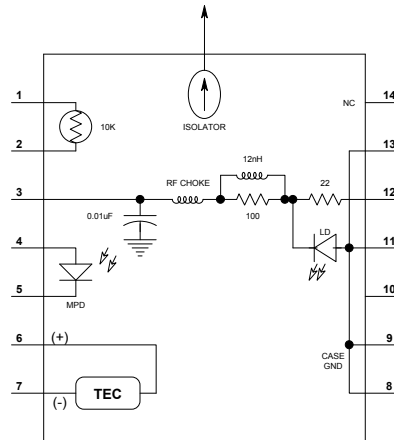 1
14
NC
10K
ISOLATOR
13
2
12nH
RF CHOKE
22
3
12
0.01uF
100
4
LD
11
5
MPD
10
6
(+)
9
CASE
GND
7
(-)
TEC
8